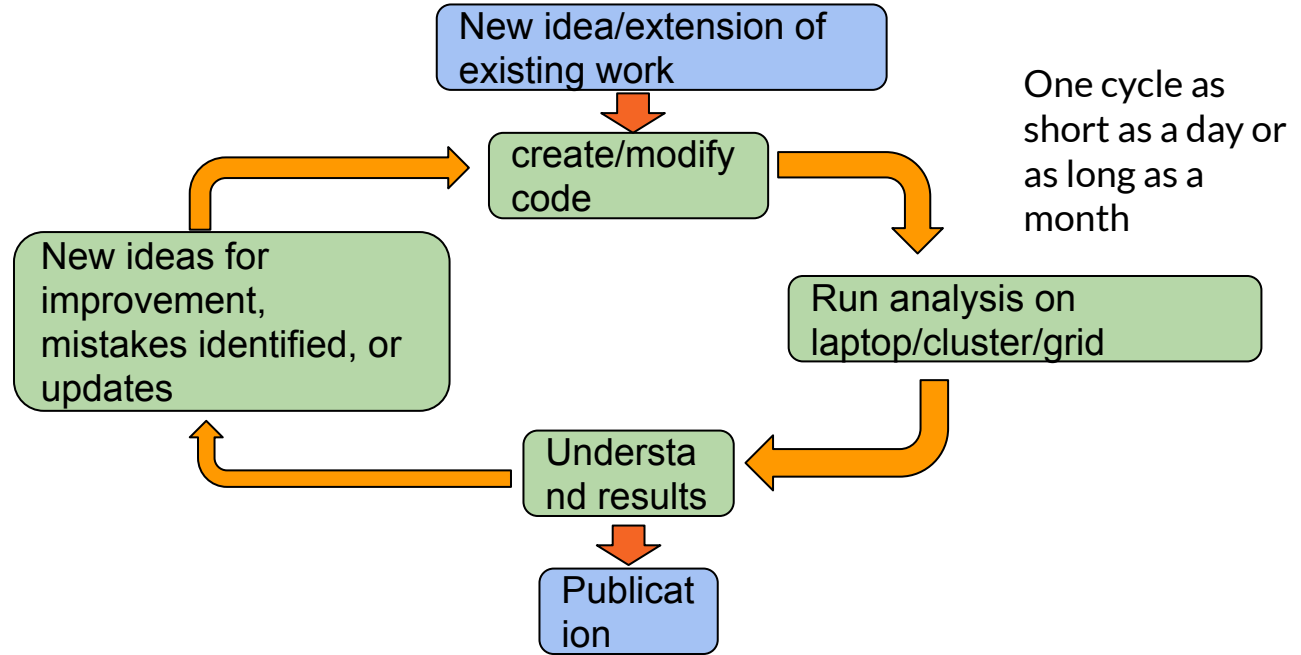 New idea/extension of
existing work
One cycle as
short as a day or
as long as a
month
create/modify
code
New ideas for
improvement,
mistakes identified, or
updates
Run analysis on
laptop/cluster/grid
Understa
nd results
Publicat
ion